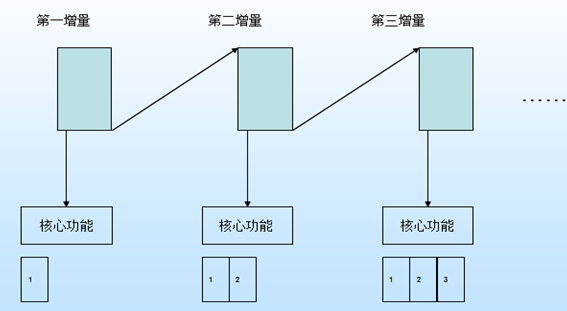 第一增量 第二增量 第三增量
......
核心功能 核心功能 核心功能
1 1 2 1 2 3